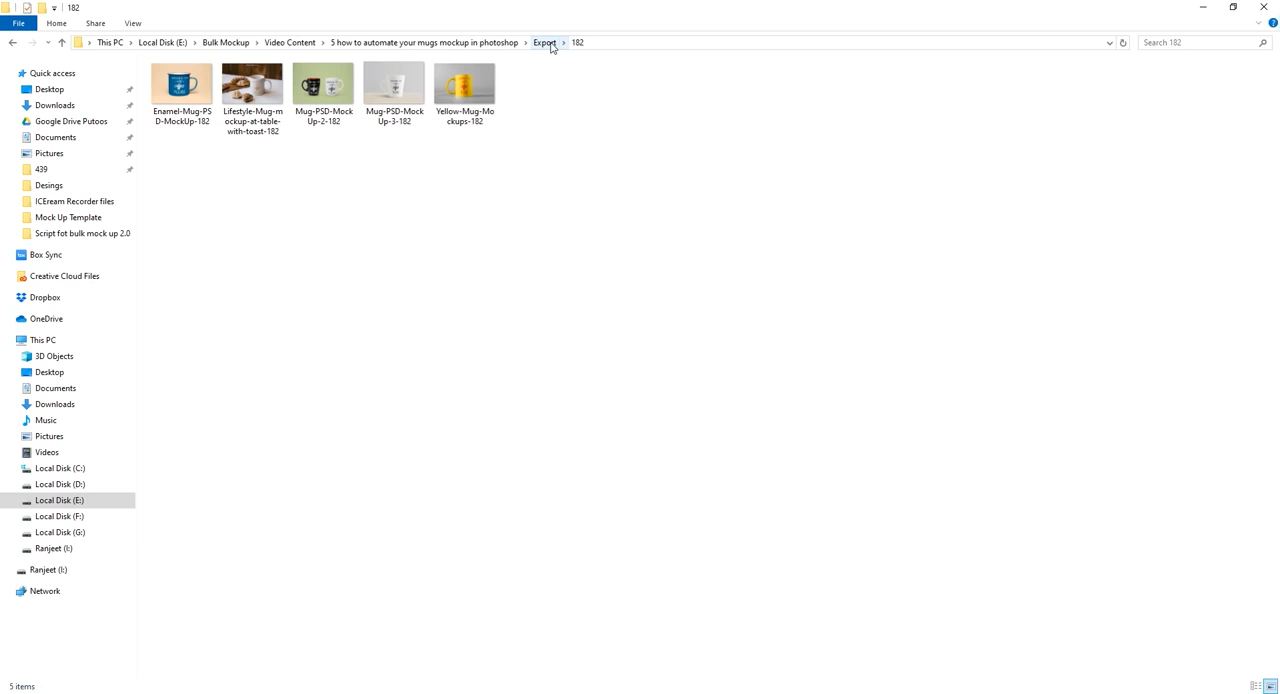 182
File
Home
Share
View
This PC
Local Disk (E:)
Bulk Mockup
Video Content
5 how to automate your mugs mockup in photoshop
Export
182
Search 182
Quick access
Desktop
Downloads
Google Drive Putoos
Documents
Pictures
439
Desings
ICEream Recorder files
Mock Up Template
Script fot bulk mock up 2.0
Box Sync
Creative Cloud Files
Dropbox
OneDrive
This PC
3D Objects
Desktop
Documents
Downloads
Music
Pictures
Videos
Local Disk (C:)
Local Disk (D:)
Local Disk (E:)
Local Disk (F:)
Local Disk (G:)
Ranjeet (I:)
Ranjeet (I:)
Network
Enamel-Mug-PS
D-MockUp-182
Lifestyle-Mug-m
ockup-at-table-
with-toast-182
Mug-PSD-Mock
Up-2-182
Mug-PSD-Mock
Up-3-182
Yellow-Mug-Mo
ckups-182
5 items